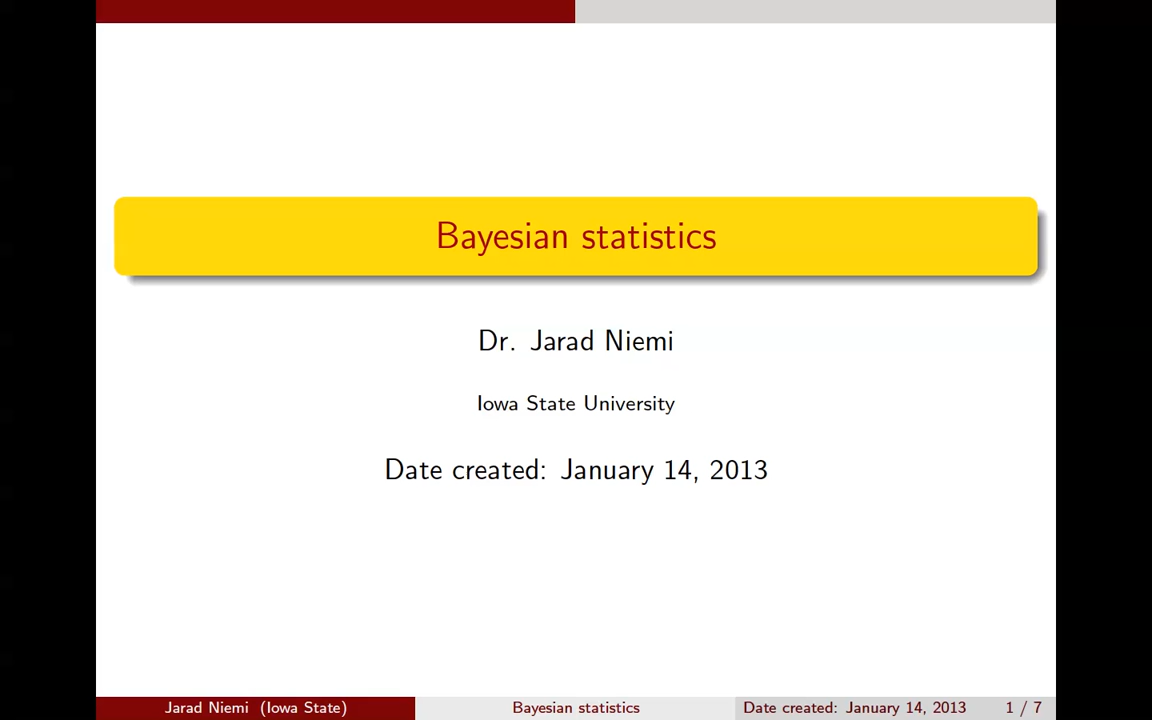 Bayesian statistics
Dr. Jarad Niemi
Iowa State University
Date created: January 14, 2013
Jarad Niemi (Iowa State) Bayesian statistics Date created: January 14, 2013 1 / 7